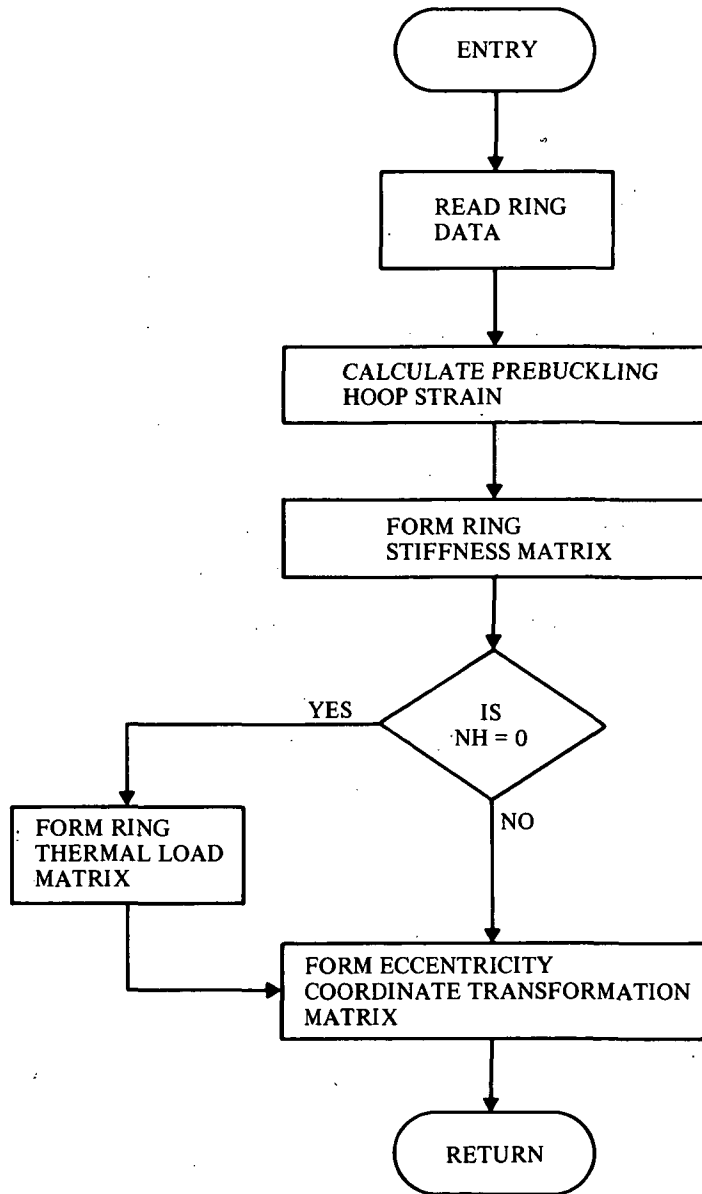 ENTRY
READ RING
DATA
CALCULATE PREBUCKLING
HOOP STRAIN
FORM RING
STIFFNESS MATRIX
IS
NH = 0
YES
NO
FORM RING
THERMAL LOAD
MATRIX
FORM ECCENTRICITY
COORDINATE TRANSFORMATION
MATRIX
RETURN